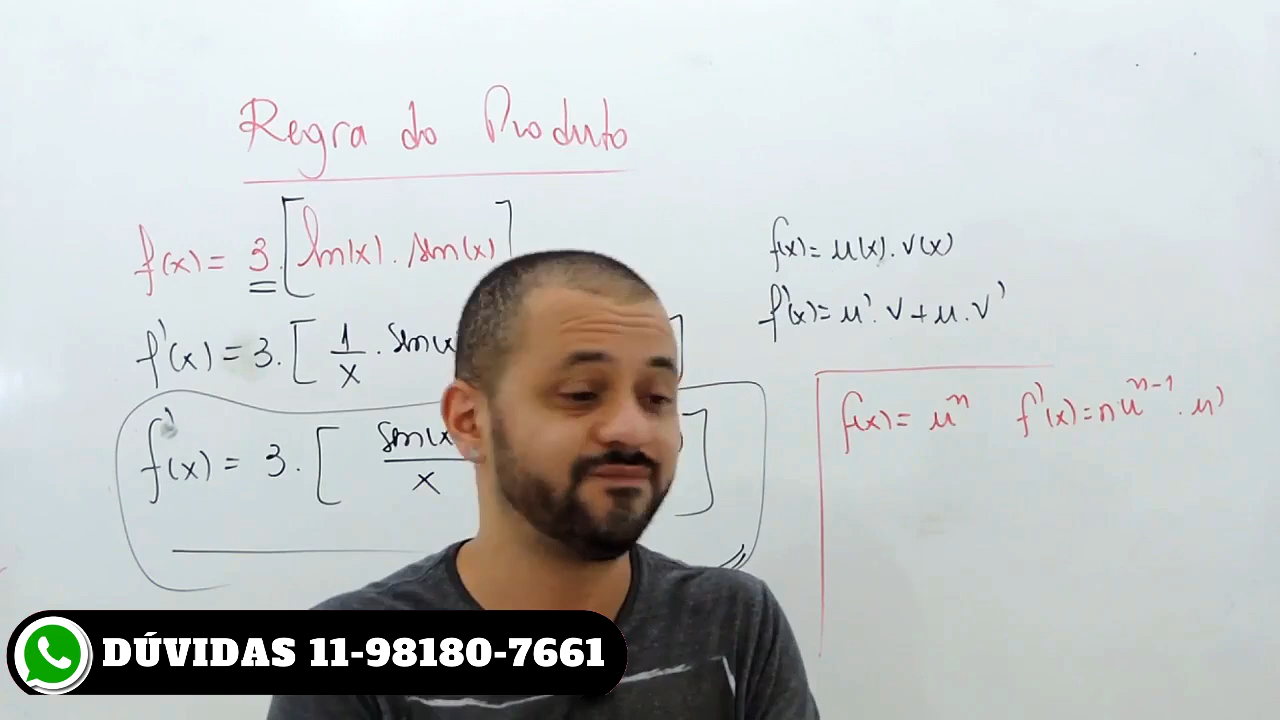 Regra do Produto
f(x) = 3 . [ ln(x) . sen(x) ]
f'(x) = 3 . [ 1/x . sen(x ]
f'(x) = 3 . [ sen(x / x ]
f(x) = u(x) . v(x)
f'(x) = u' . v + u . v'
f(x) = u^n f'(x) = n u^{n-1} . u'
DÚVIDAS 11-98180-7661